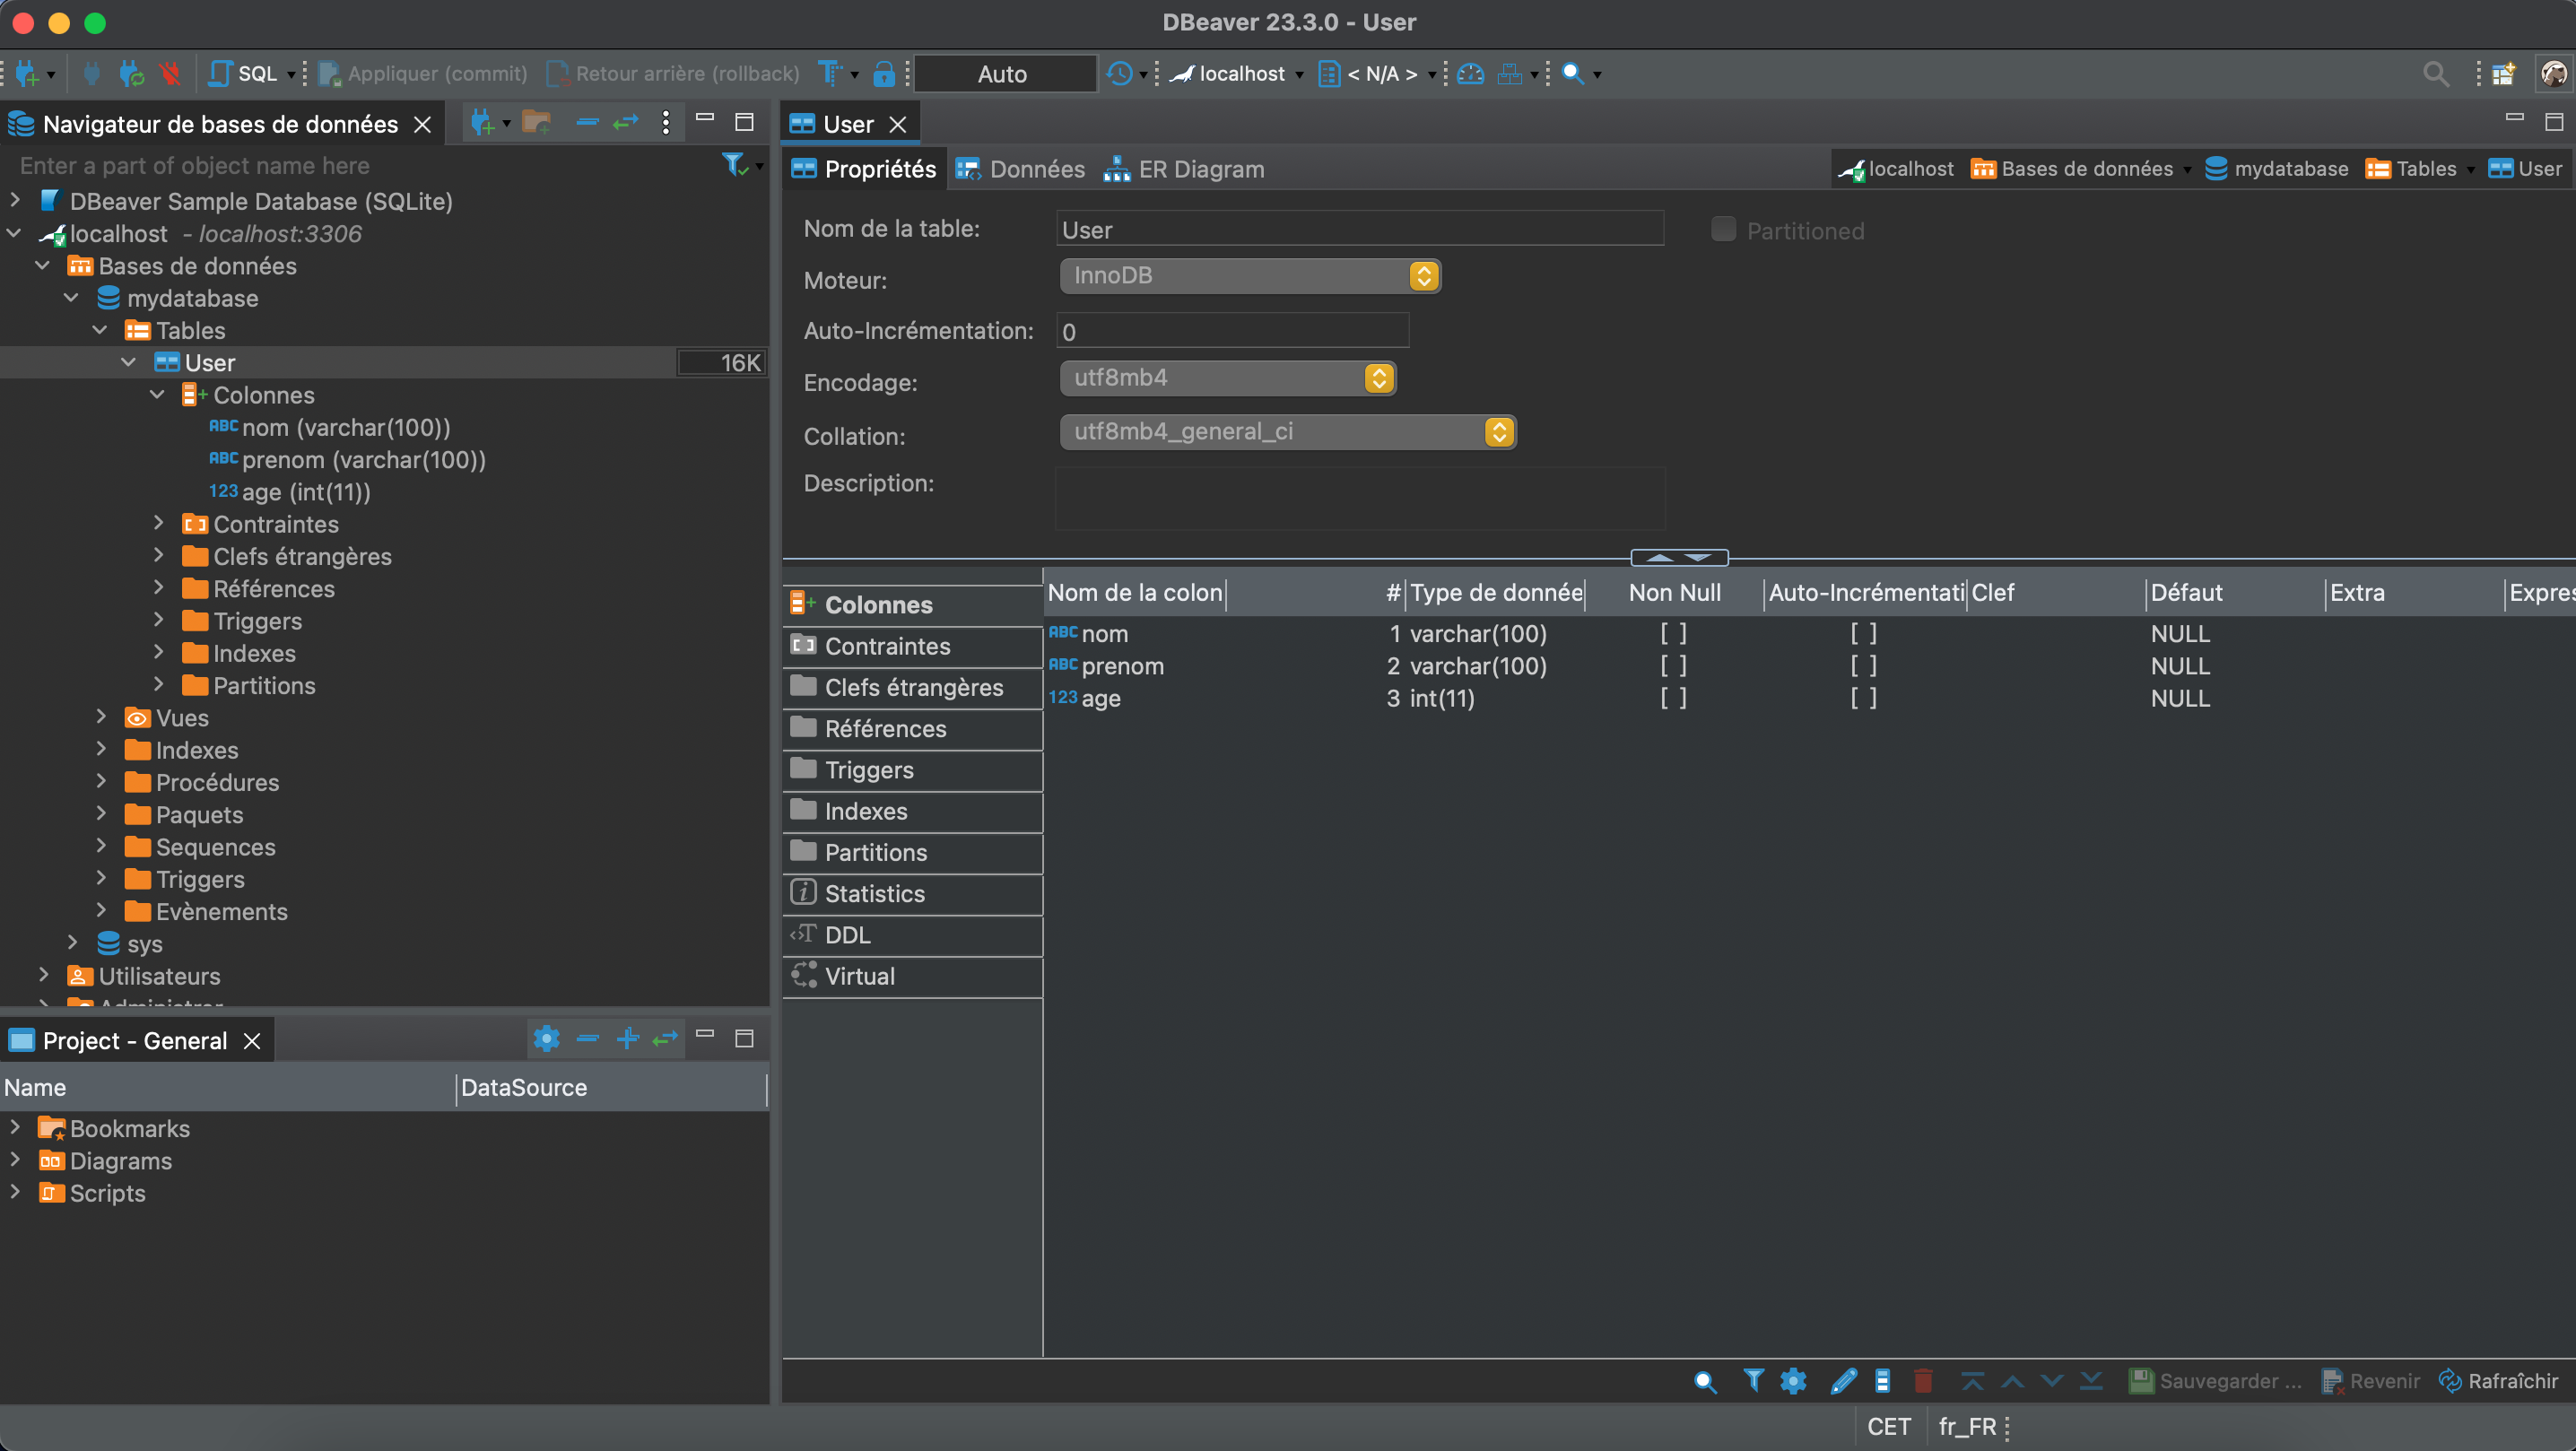 DBeaver 23.3.0 - User
SQL Appliquer (commit) Retour arrière (rollback) Auto localhost < N/A >
Navigateur de bases de données
Enter a part of object name here
DBeaver Sample Database (SQLite)
localhost - localhost:3306
Bases de données
mydatabase
Tables
User 16K
Colonnes
ABC nom (varchar(100))
ABC prenom (varchar(100))
123 age (int(11))
Contraintes
Clefs étrangères
Références
Triggers
Indexes
Partitions
Vues
Indexes
Procédures
Paquets
Sequences
Triggers
Evènements
sys
Utilisateurs
Administrer
Project - General
Name DataSource
Bookmarks
Diagrams
Scripts
User
Propriétés Données ER Diagram
localhost Bases de données mydatabase Tables User
Nom de la table: User Partitioned
Moteur: InnoDB
Auto-Incrémentation: 0
Encodage: utf8mb4
Collation: utf8mb4_general_ci
Description:
Colonnes
Contraintes
Clefs étrangères
Références
Triggers
Indexes
Partitions
Statistics
DDL
Virtual
Nom de la colon # Type de donnée Non Null Auto-Incrémentati Clef Défaut Extra Expres
ABC nom 1 varchar(100) [ ] [ ] NULL
ABC prenom 2 varchar(100) [ ] [ ] NULL
123 age 3 int(11) [ ] [ ] NULL
Sauvegarder ... Revenir Rafraîchir
CET fr_FR